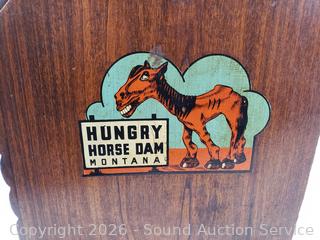 HUNGRY
HORSE DAM
MONTANA
Copyright 2026 - Sound Auction Service